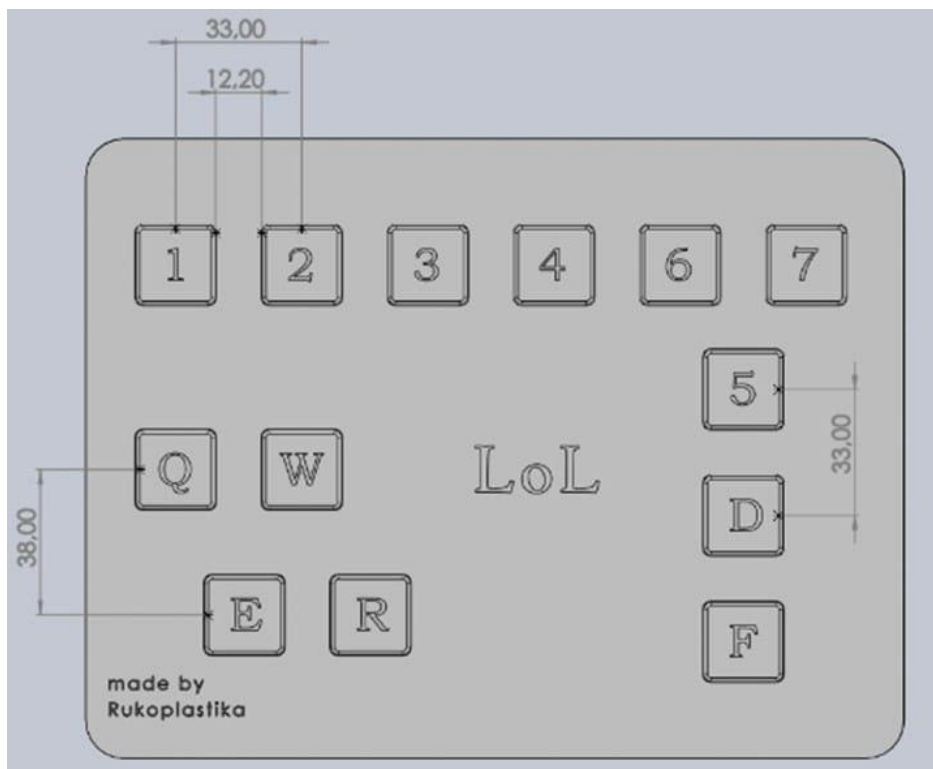 33,00
12,20
1 2 3 4 6 7
5
33,00
Q W
LoL
D
38,00
E R
F
made by
Rukoplastika